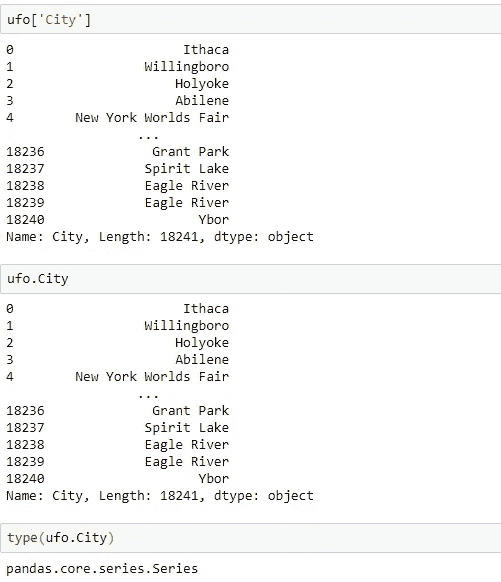 ufo['City']
0                      Ithaca
1                 Willingboro
2                     Holyoke
3                     Abilene
4        New York Worlds Fair
                 ...
18236              Grant Park
18237             Spirit Lake
18238             Eagle River
18239             Eagle River
18240                    Ybor
Name: City, Length: 18241, dtype: object
ufo.City
0                      Ithaca
1                 Willingboro
2                     Holyoke
3                     Abilene
4        New York Worlds Fair
                 ...
18236              Grant Park
18237             Spirit Lake
18238             Eagle River
18239             Eagle River
18240                    Ybor
Name: City, Length: 18241, dtype: object
type(ufo.City)
pandas.core.series.Series